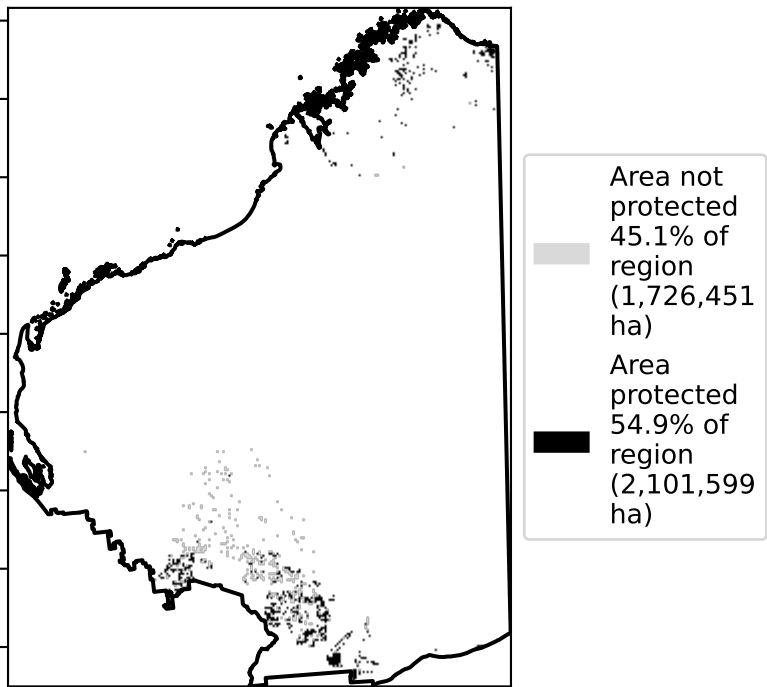 Area not
protected
45.1% of
region
(1,726,451
ha)
Area
protected
54.9% of
region
(2,101,599
ha)